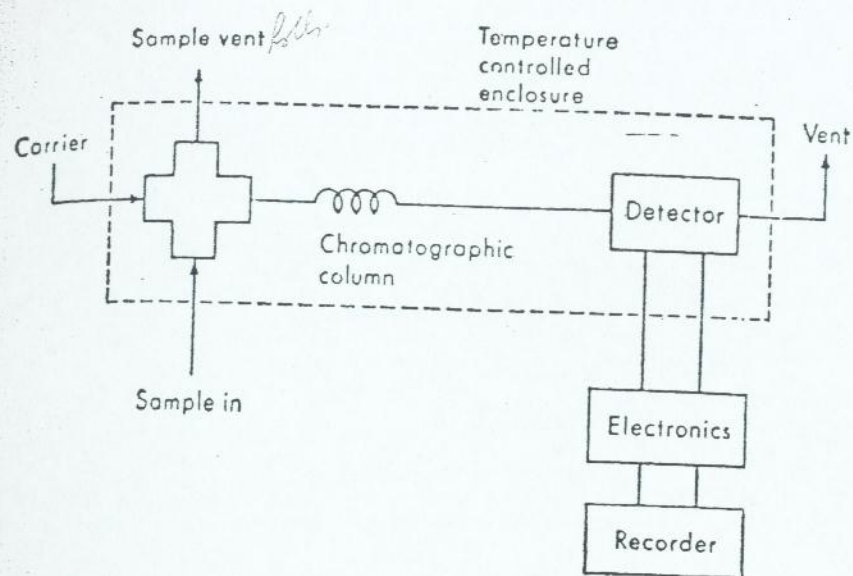 Sample vent
Temperature
controlled
enclosure
Carrier
Vent
Detector
Chromatographic
column
Sample in
Electronics
Recorder